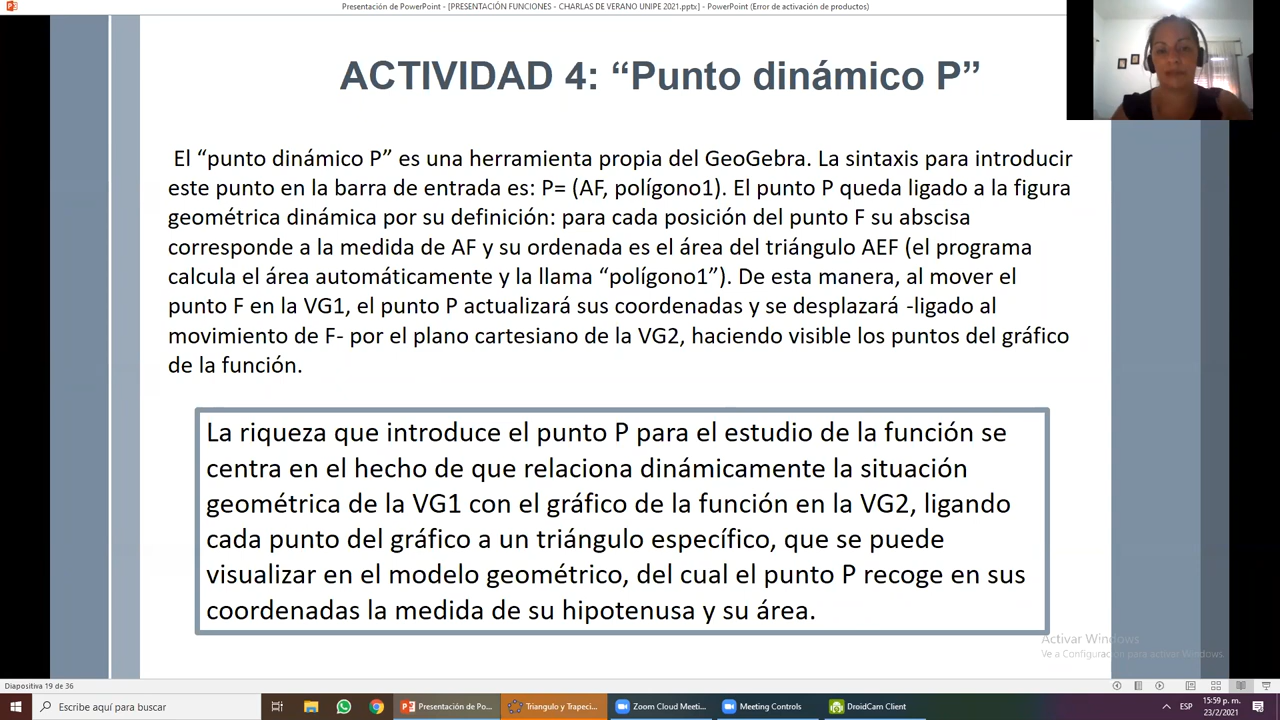 Presentación de PowerPoint - [PRESENTACIÓN FUNCIONES - CHARLAS DE VERANO UNIPE 2021.pptx] - PowerPoint (Error de activación de productos)
ACTIVIDAD 4: “Punto dinámico P”
El “punto dinámico P” es una herramienta propia del GeoGebra. La sintaxis para introducir
este punto en la barra de entrada es: P= (AF, polígono1). El punto P queda ligado a la figura
geométrica dinámica por su definición: para cada posición del punto F su abscisa
corresponde a la medida de AF y su ordenada es el área del triángulo AEF (el programa
calcula el área automáticamente y la llama “polígono1”). De esta manera, al mover el
punto F en la VG1, el punto P actualizará sus coordenadas y se desplazará -ligado al
movimiento de F- por el plano cartesiano de la VG2, haciendo visible los puntos del gráfico
de la función.
La riqueza que introduce el punto P para el estudio de la función se
centra en el hecho de que relaciona dinámicamente la situación
geométrica de la VG1 con el gráfico de la función en la VG2, ligando
cada punto del gráfico a un triángulo específico, que se puede
visualizar en el modelo geométrico, del cual el punto P recoge en sus
coordenadas la medida de su hipotenusa y su área.
Activar Windows
Ve a Configuración para activar Windows.
Diapositiva 19 de 36
Escribe aquí para buscar
Presentación de Po...
Triangulo y Trapeci...
Zoom Cloud Meeti...
Meeting Controls
DroidCam Client
ESP
15:59 p. m.
23/2/2021